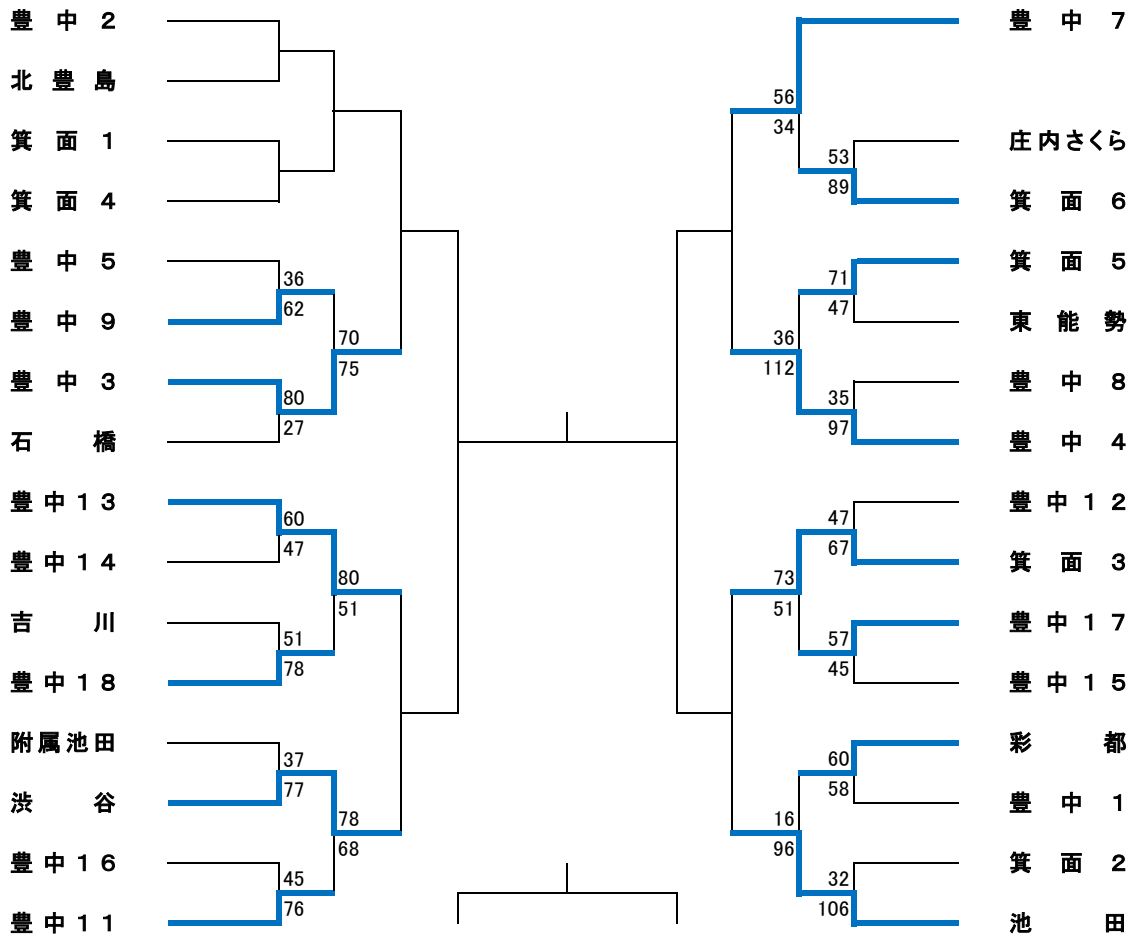 豊中2
北豊島
箕面1
箕面4
豊中5
36
62
豊中9
70
75
豊中3
80
27
石橋
豊中13
60
47
豊中14
80
51
吉川
51
78
豊中18
附属池田
37
77
渋谷
78
68
豊中16
45
76
豊中11
豊中7
56
34
庄内さくら
53
89
箕面6
箕面5
71
47
東能勢
36
112
豊中8
35
97
豊中4
豊中12
47
67
箕面3
73
51
豊中17
57
45
豊中15
彩都
60
58
豊中1
16
96
箕面2
32
106
池田